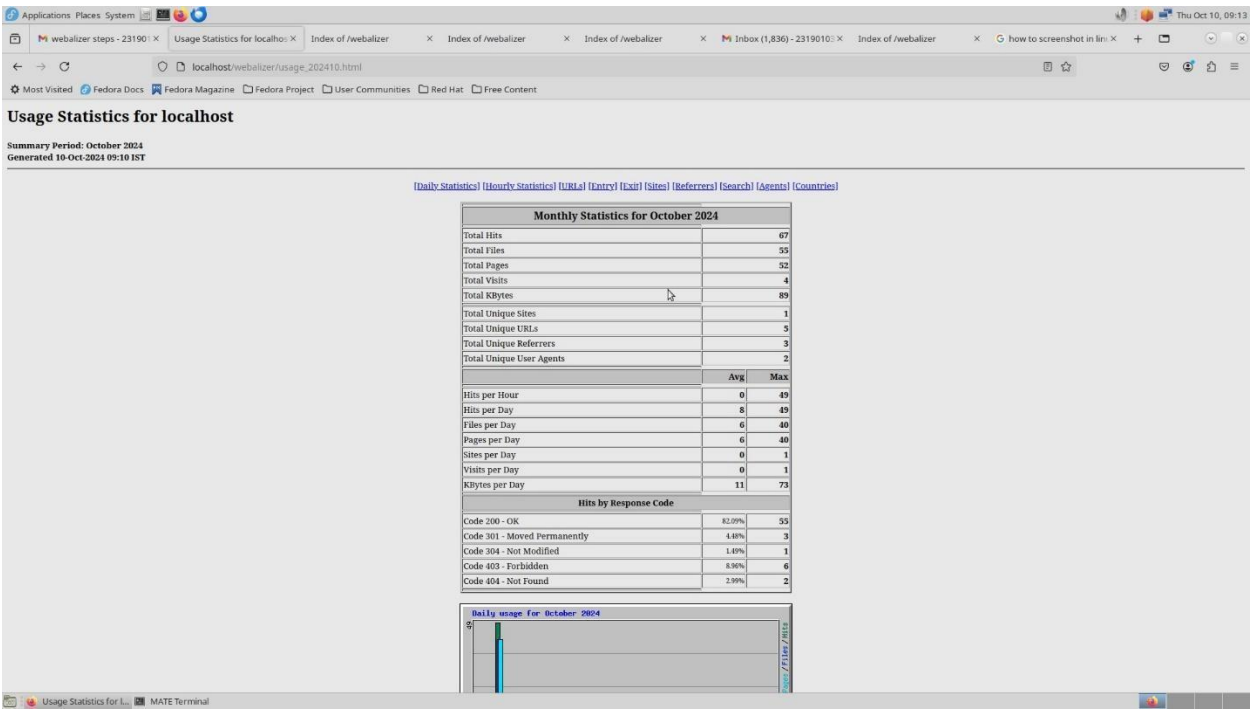 Applications Places System Thu Oct 10, 09:13
webalizer steps - 23190 Usage Statistics for localhos Index of /webalizer Index of /webalizer Index of /webalizer Inbox (1,836) - 2319010 Index of /webalizer how to screenshot in lin
localhost/webalizer/usage_202410.html
Most Visited Fedora Docs Fedora Magazine Fedora Project User Communities Red Hat Free Content
Usage Statistics for localhost
Summary Period: October 2024
Generated 10-Oct-2024 09:10 IST
[Daily Statistics] [Hourly Statistics] [URLs] [Entry] [Exit] [Sites] [Referrers] [Search] [Agents] [Countries]
Monthly Statistics for October 2024
Total Hits 67
Total Files 55
Total Pages 52
Total Visits 4
Total KBytes 89
Total Unique Sites 1
Total Unique URLs 5
Total Unique Referrers 3
Total Unique User Agents 2
Avg Max
Hits per Hour 0 49
Hits per Day 8 49
Files per Day 6 40
Pages per Day 6 40
Sites per Day 0 1
Visits per Day 0 1
KBytes per Day 11 73
Hits by Response Code
Code 200 - OK 82.09% 55
Code 301 - Moved Permanently 4.48% 3
Code 304 - Not Modified 1.49% 1
Code 403 - Forbidden 8.96% 6
Code 404 - Not Found 2.99% 2
Daily usage for October 2024
49
Pages / Files / Hits
Usage Statistics for l... MATE Terminal